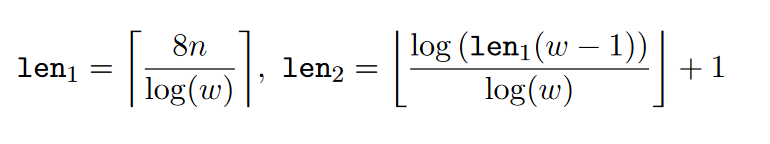 len₁ = ⌈8n / log(w)⌉, len₂ = ⌊log (len₁(w − 1)) / log(w)⌋ + 1